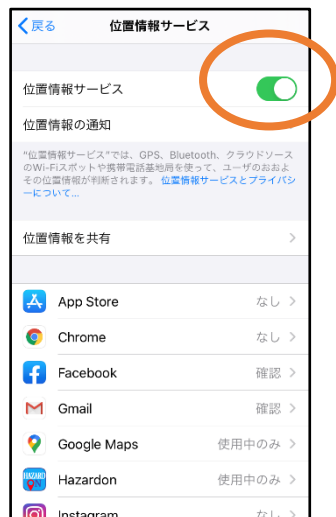 戻る 位置情報サービス
位置情報サービス
位置情報の通知
"位置情報サービス"では、GPS、Bluetooth、クラウドソース
のWi-Fiスポットや携帯電話基地局を使って、ユーザのおおよ
その位置情報が判断されます。位置情報サービスとプライバシ
ーについて...
位置情報を共有
App Store なし
Chrome なし
Facebook 確認
Gmail 確認
Google Maps 使用中のみ
HAZARD
ON
Hazardon 使用中のみ
Instagram なし